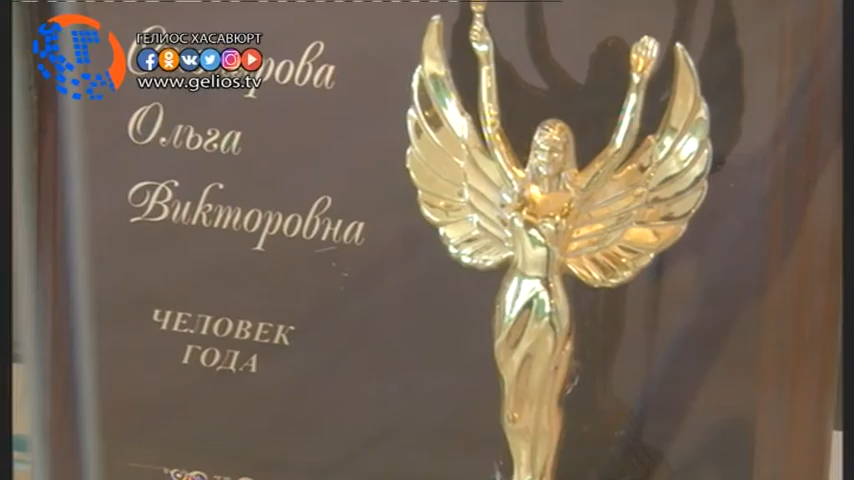 ГЕЛИОС ХАСАВЮРТ
www.gelios.tv
Ольга
Викторовна
ЧЕЛОВЕК
ГОДА